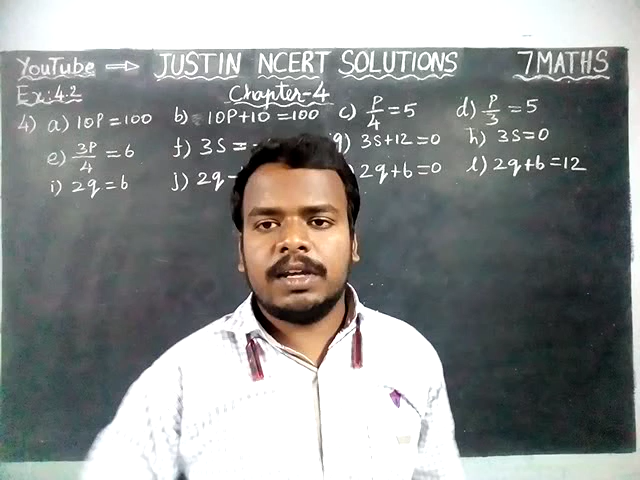 YouTube ⇒ JUSTIN NCERT SOLUTIONS 7MATHS
Ex:4.2 Chapter-4
4) a) 10P=100 b) 10P+10=100 c) P/4=5 d) P/3=5
e) 3P/4=6 f) 3S= g) 3S+12=0 h) 3S=0
i) 2q=6 j) 2q- 2q+6=0 l) 2q+6=12